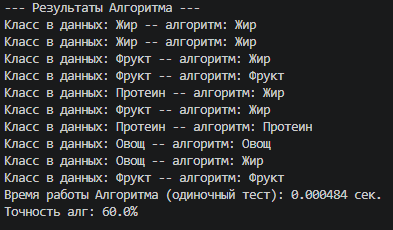 --- Результаты Алгоритма ---
Класс в данных: Жир -- алгоритм: Жир
Класс в данных: Жир -- алгоритм: Жир
Класс в данных: Фрукт -- алгоритм: Жир
Класс в данных: Фрукт -- алгоритм: Фрукт
Класс в данных: Протеин -- алгоритм: Жир
Класс в данных: Фрукт -- алгоритм: Жир
Класс в данных: Протеин -- алгоритм: Протеин
Класс в данных: Овощ -- алгоритм: Овощ
Класс в данных: Овощ -- алгоритм: Жир
Класс в данных: Фрукт -- алгоритм: Фрукт
Время работы Алгоритма (одиночный тест): 0.000484 сек.
Точность алг: 60.0%